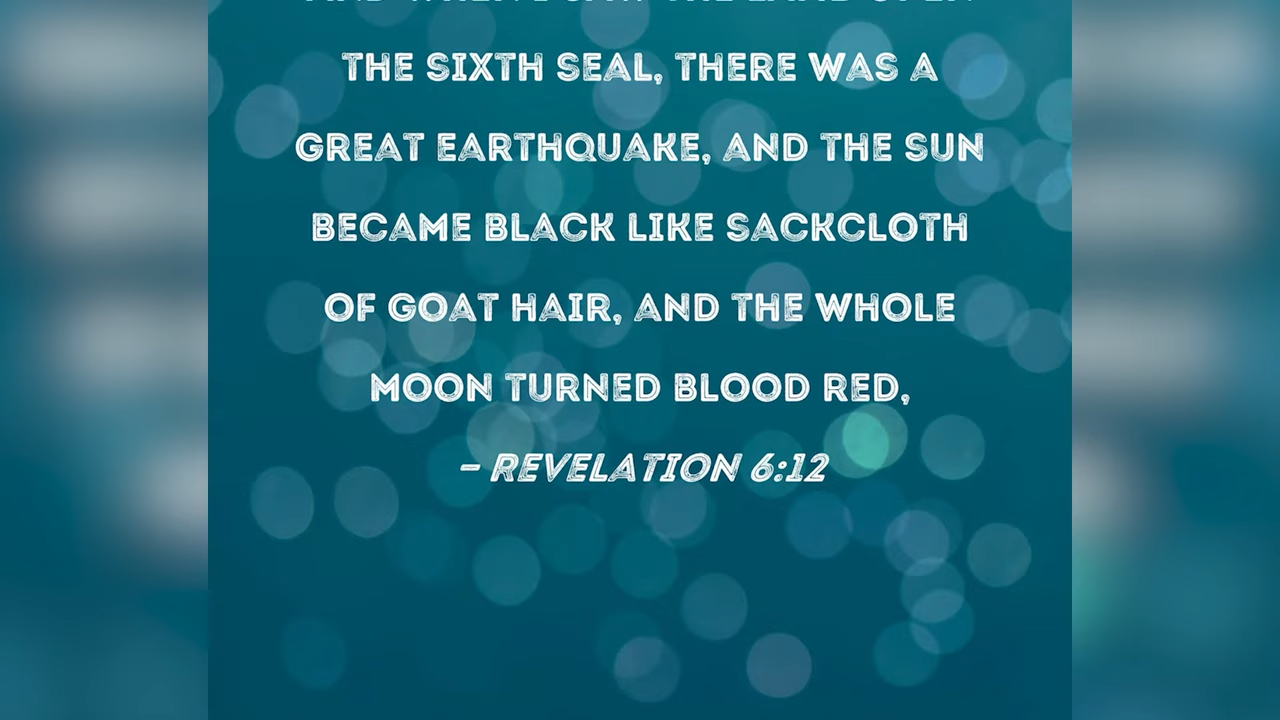 THE SIXTH SEAL, THERE WAS A
GREAT EARTHQUAKE, AND THE SUN
BECAME BLACK LIKE SACKCLOTH
OF GOAT HAIR, AND THE WHOLE
MOON TURNED BLOOD RED,
– REVELATION 6:12